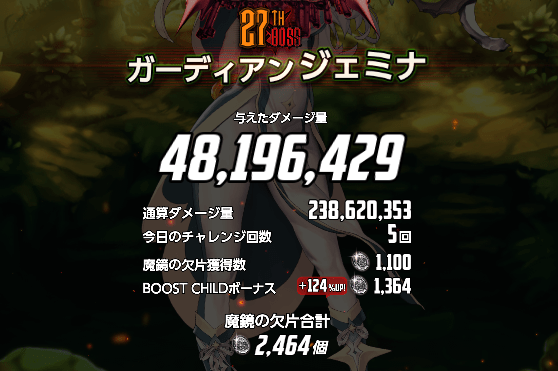 27TH BOSS
ガーディアンジェミナ
与えたダメージ量
48,196,429
通算ダメージ量 238,620,353
今日のチャレンジ回数 5回
魔鏡の欠片獲得数 1,100
BOOST CHILDボーナス +124%UP! 1,364
魔鏡の欠片合計
2,464個